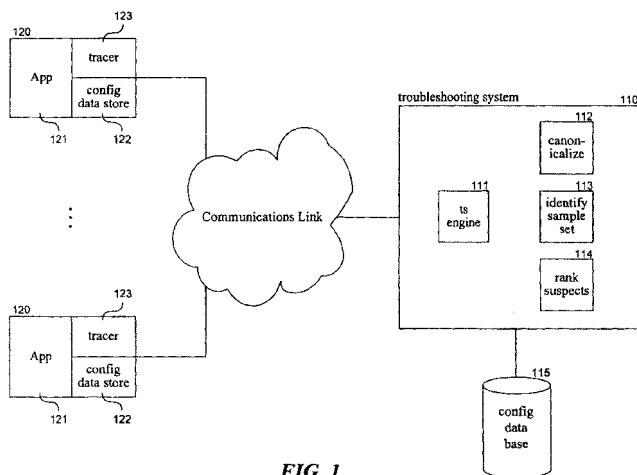 123
120
tracer
App
config
data store
121
122
troubleshooting system
110
112
canon-
icalize
111
ts
engine
113
identify
sample
set
114
rank
suspects
Communications Link
⋮
123
120
tracer
App
config
data store
121
122
115
config
data
base
FIG. 1